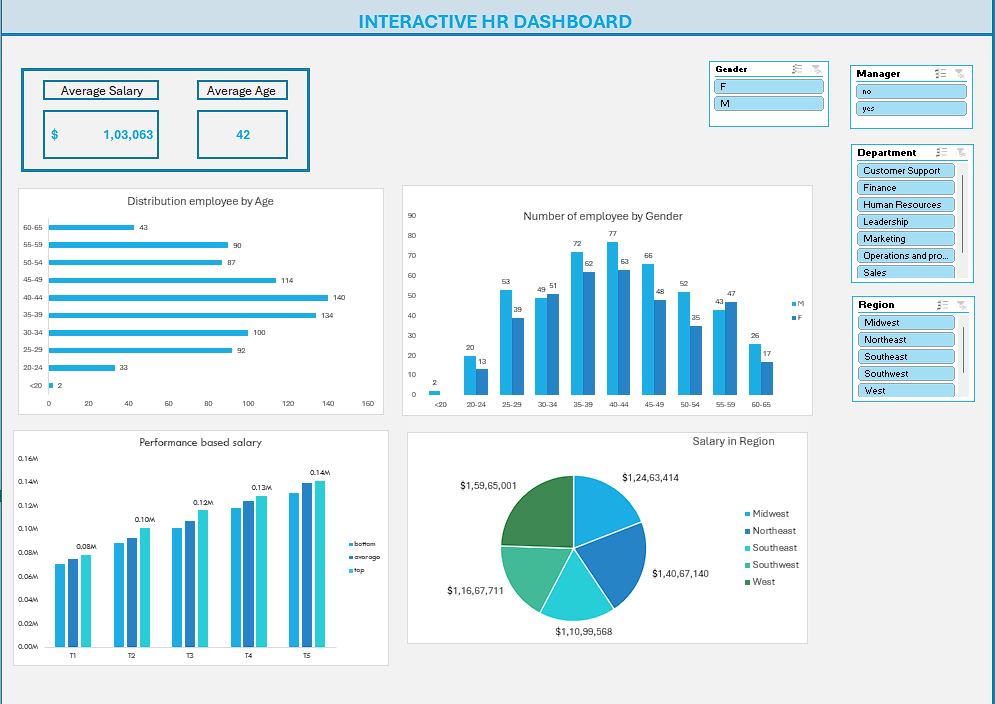 INTERACTIVE HR DASHBOARD
Average Salary
Average Age
$ 1,03,063
42
Gender
F
M
Manager
no
yes
Department
Customer Support
Finance
Human Resources
Leadership
Marketing
Operations and pro...
Sales
Region
Midwest
Northeast
Southeast
Southwest
West
Distribution employee by Age
60-65 43
55-59 90
50-54 87
45-49 114
40-44 140
35-39 134
30-34 100
25-29 92
20-24 33
<20 2
0 20 40 60 80 100 120 140 160
Number of employee by Gender
90
80
70
60
50
40
30
20
10
0
2
20 13
53 39
49 51
72 62
77 63
66 48
52 35
43 47
26 17
<20 20-24 25-29 30-34 35-39 40-44 45-49 50-54 55-59 60-65
M
F
Performance based salary
0.16M
0.14M
0.12M
0.10M
0.08M
0.06M
0.04M
0.02M
0.00M
0.08M
0.10M
0.12M
0.13M
0.14M
T1 T2 T3 T4 T5
bottom
average
top
Salary in Region
$1,59,65,001
$1,24,63,414
$1,40,67,140
$1,16,67,711
$1,10,99,568
Midwest
Northeast
Southeast
Southwest
West